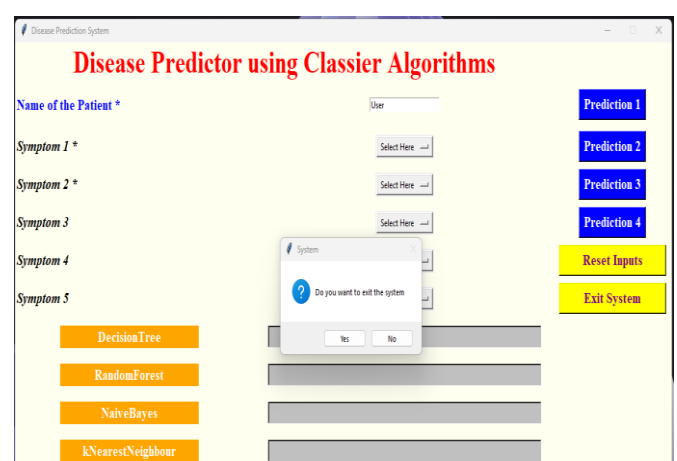 Disease Prediction System
Disease Predictor using Classier Algorithms
Name of the Patient * User Prediction 1
Symptom 1 * Select Here Prediction 2
Symptom 2 * Select Here Prediction 3
Symptom 3 Select Here Prediction 4
System
Symptom 4 Reset Inputs
Do you want to exit the system
Symptom 5 Exit System
Yes No
DecisionTree
RandomForest
NaiveBayes
kNearestNeighbour